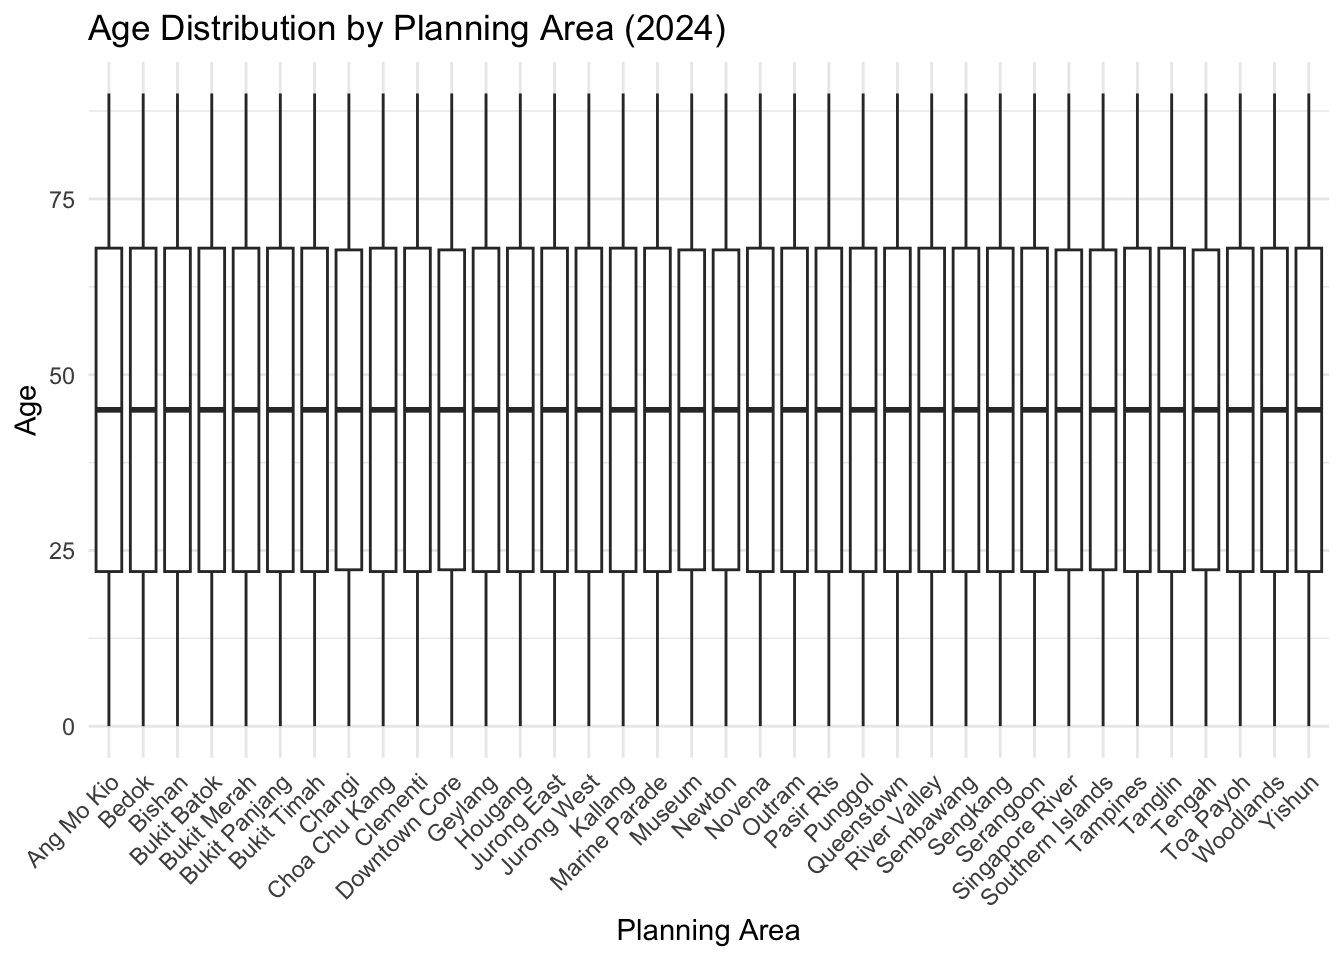 Age Distribution by Planning Area (2024)
Age
75
50
25
0
Ang Mo Kio
Bedok
Bishan
Bukit Batok
Bukit Merah
Bukit Panjang
Bukit Timah
Changi
Choa Chu Kang
Clementi
Downtown Core
Geylang
Hougang
Jurong East
Jurong West
Kallang
Marine Parade
Museum
Newton
Novena
Outram
Pasir Ris
Punggol
Queenstown
River Valley
Sembawang
Sengkang
Serangoon
Singapore River
Southern Islands
Tampines
Tanglin
Tengah
Toa Payoh
Woodlands
Yishun
Planning Area